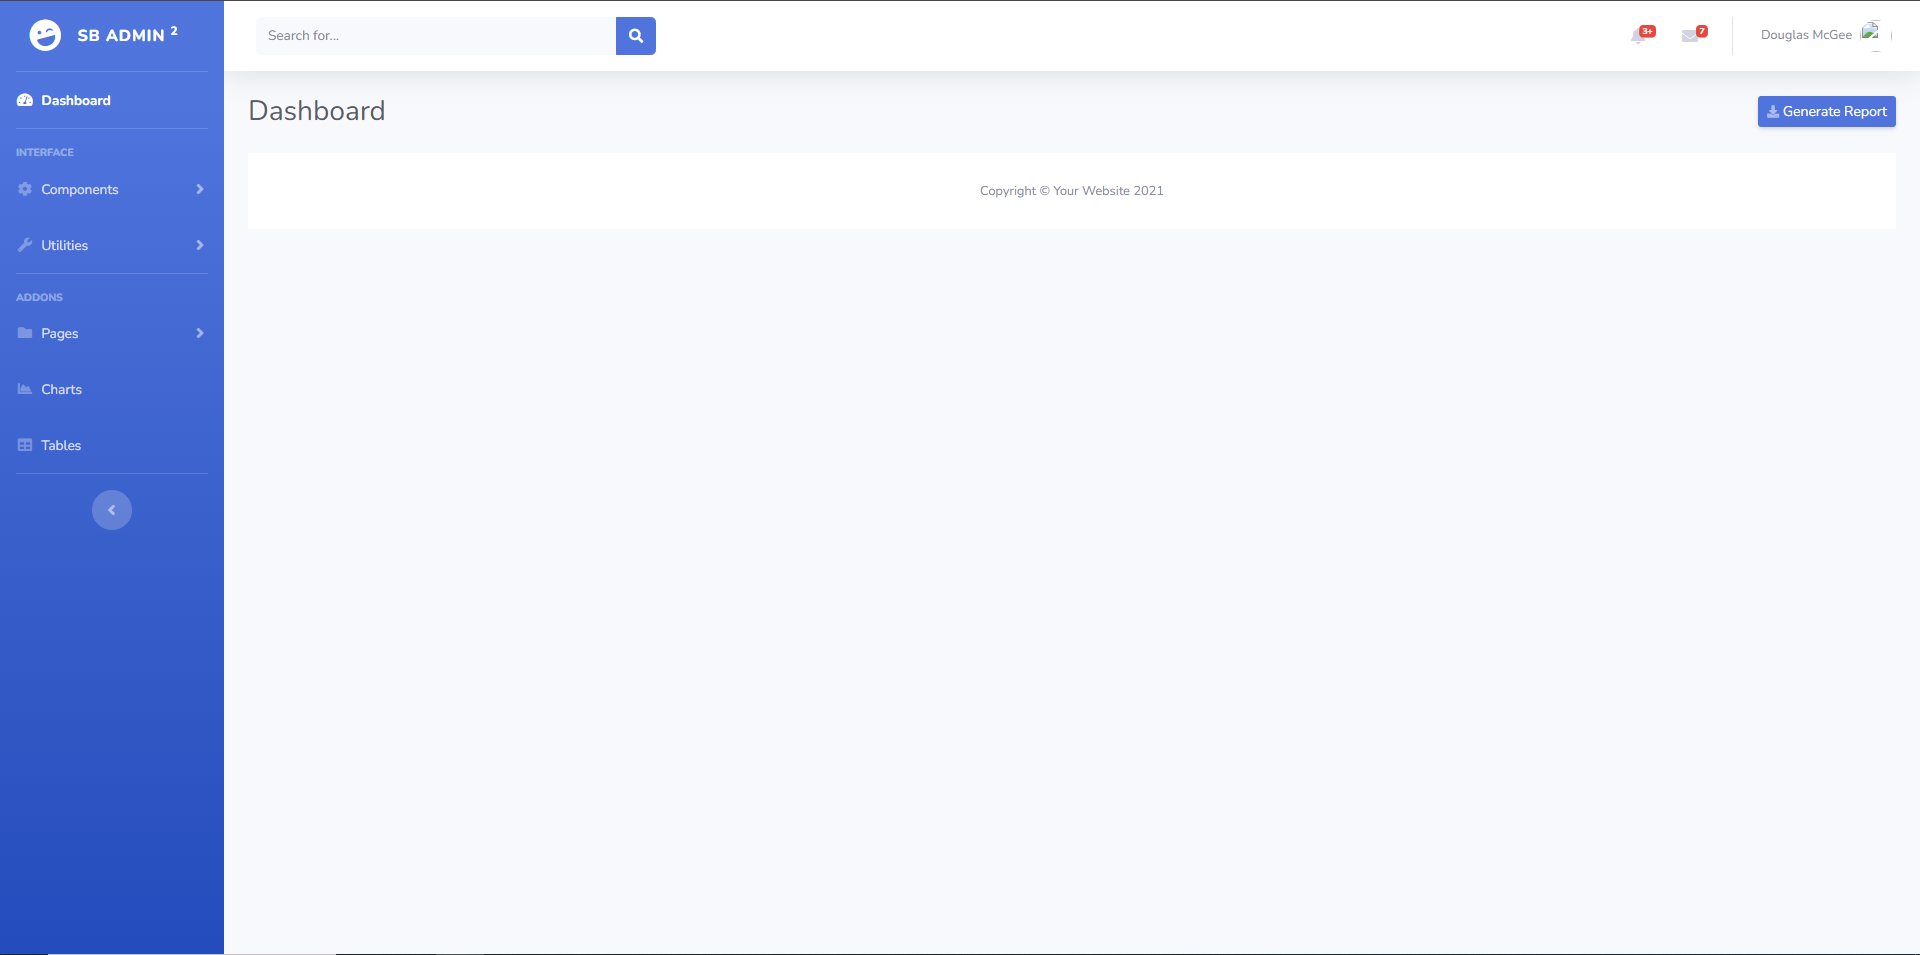 SB ADMIN 2
Search for...
3+
7
Douglas McGee
Dashboard
INTERFACE
Components
Utilities
ADDONS
Pages
Charts
Tables
Dashboard
Generate Report
Copyright © Your Website 2021